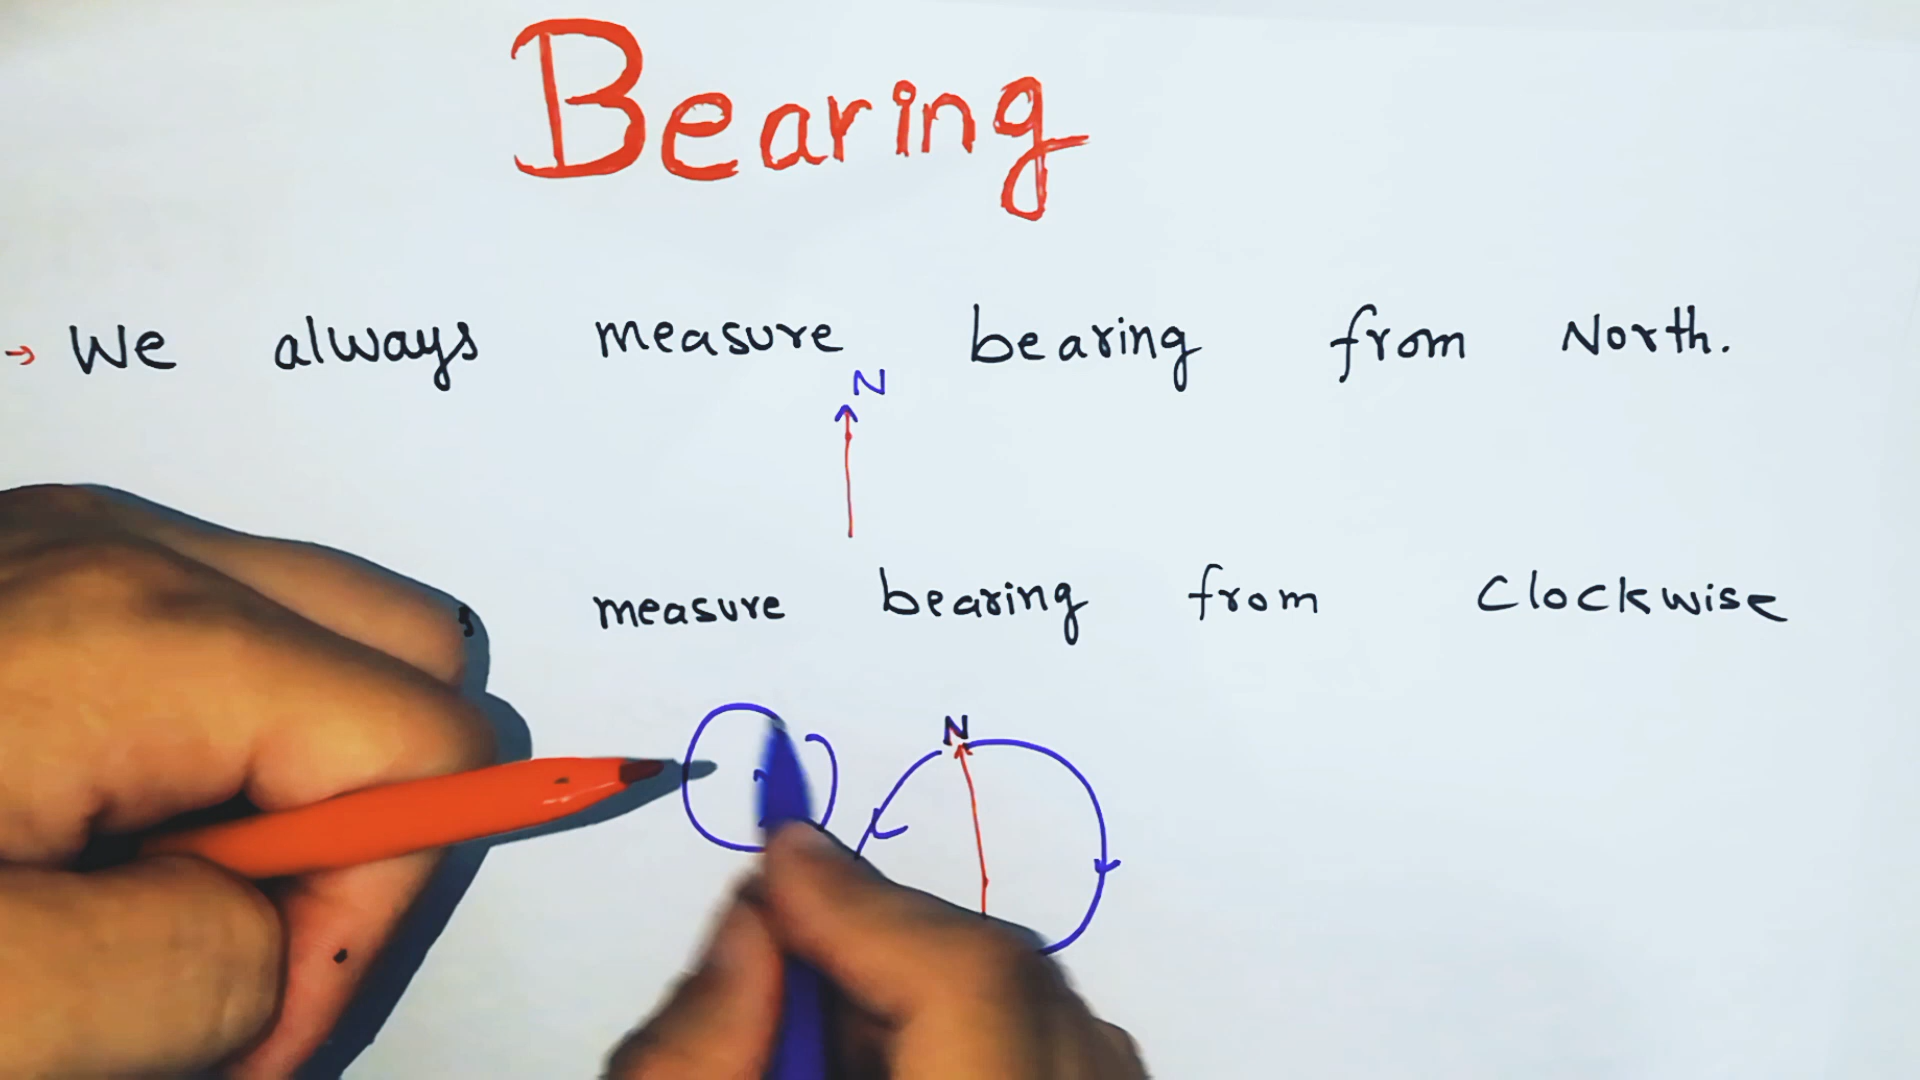 Bearing
→ We always measure bearing from North.
N
measure bearing from Clockwise
N